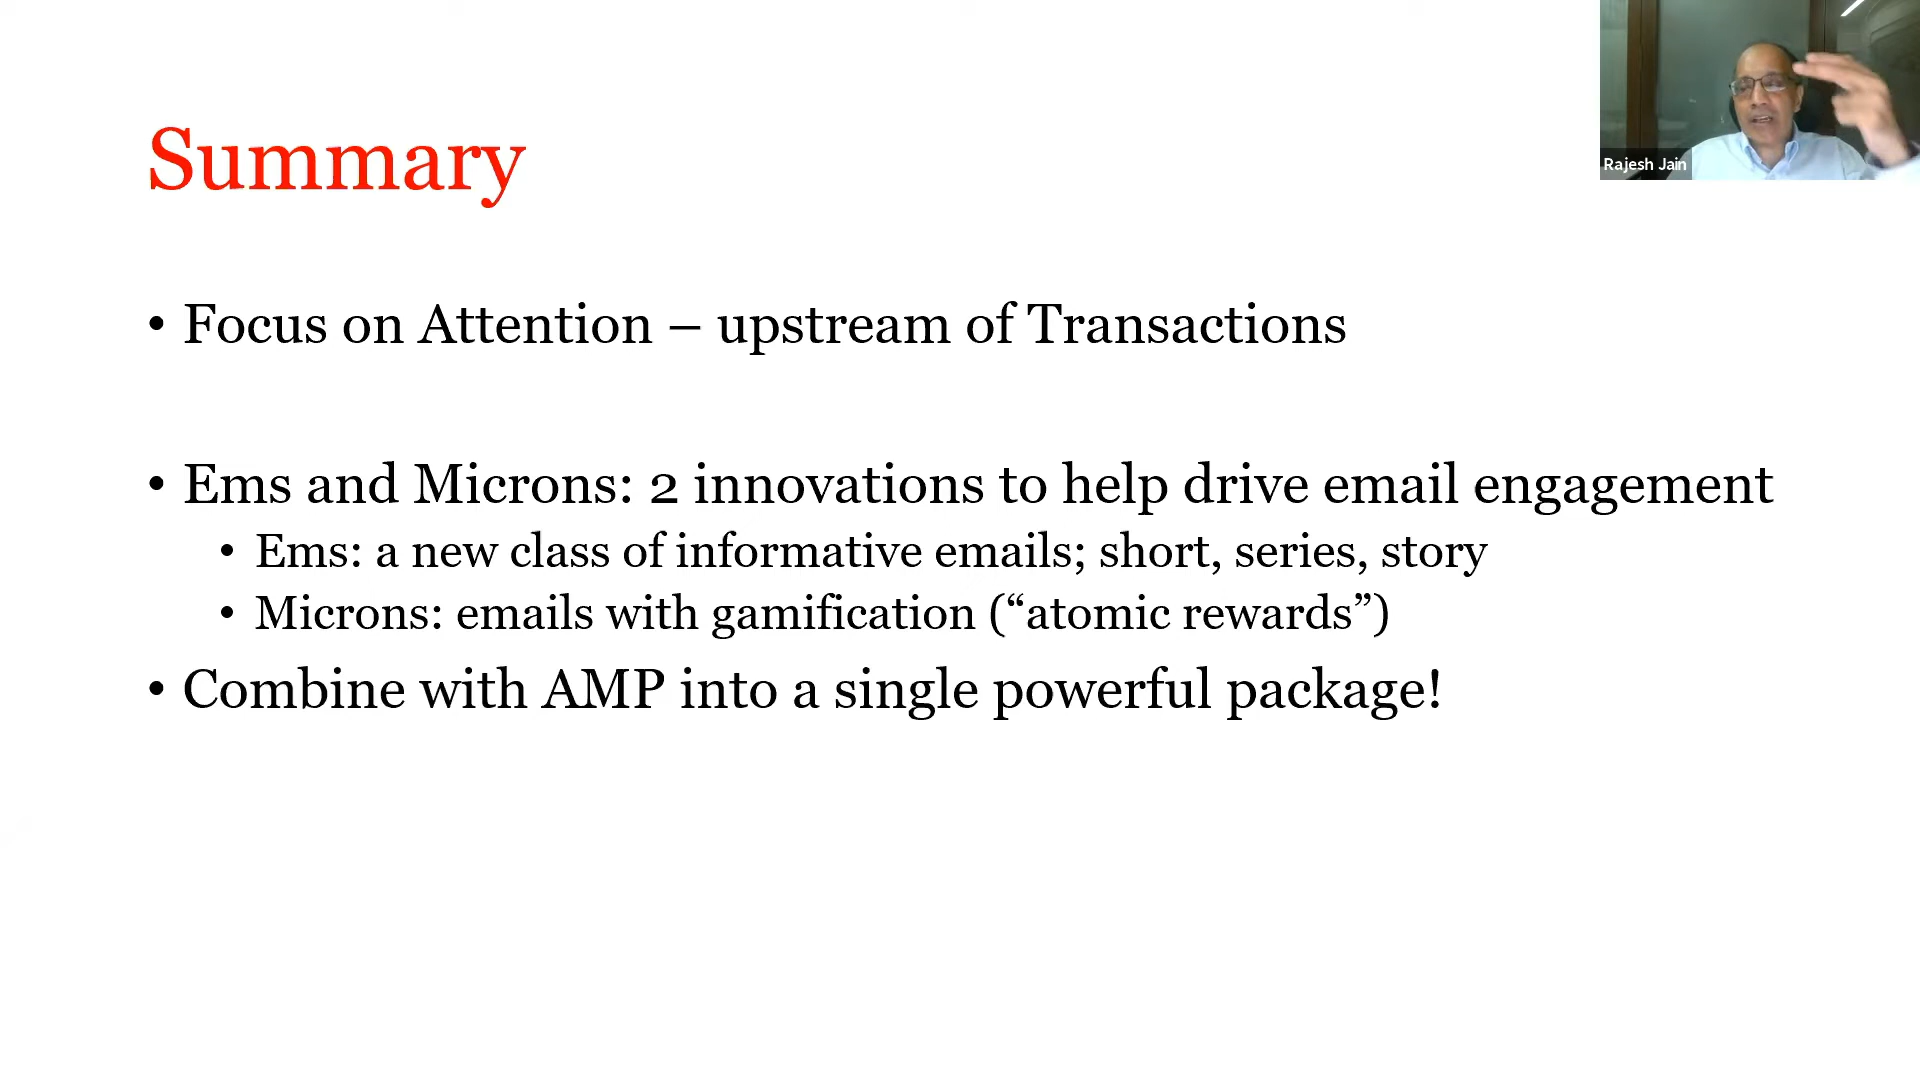 Rajesh Jain
Summary
• Focus on Attention – upstream of Transactions
• Ems and Microns: 2 innovations to help drive email engagement
• Ems: a new class of informative emails; short, series, story
• Microns: emails with gamification (“atomic rewards”)
• Combine with AMP into a single powerful package!